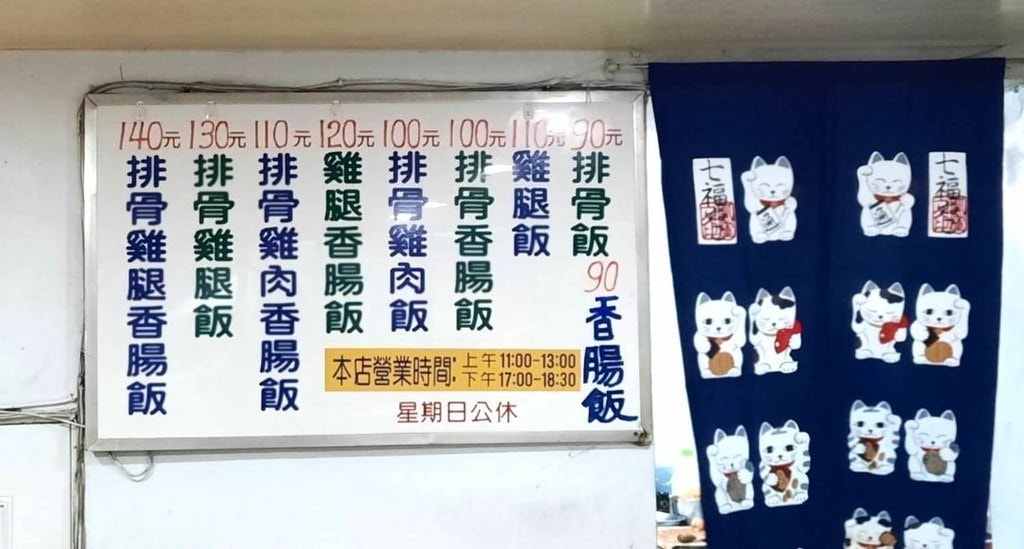 90元
排骨飯
90
香腸飯
110元
雞腿飯
100元
排骨香腸飯
100元
排骨雞肉飯
120元
雞腿香腸飯
110元
排骨雞肉香腸飯
130元
排骨雞腿飯
140元
排骨雞腿香腸飯
本店營業時間:
上午11:00-13:00
下午17:00-18:30
星期日公休
七福
七福